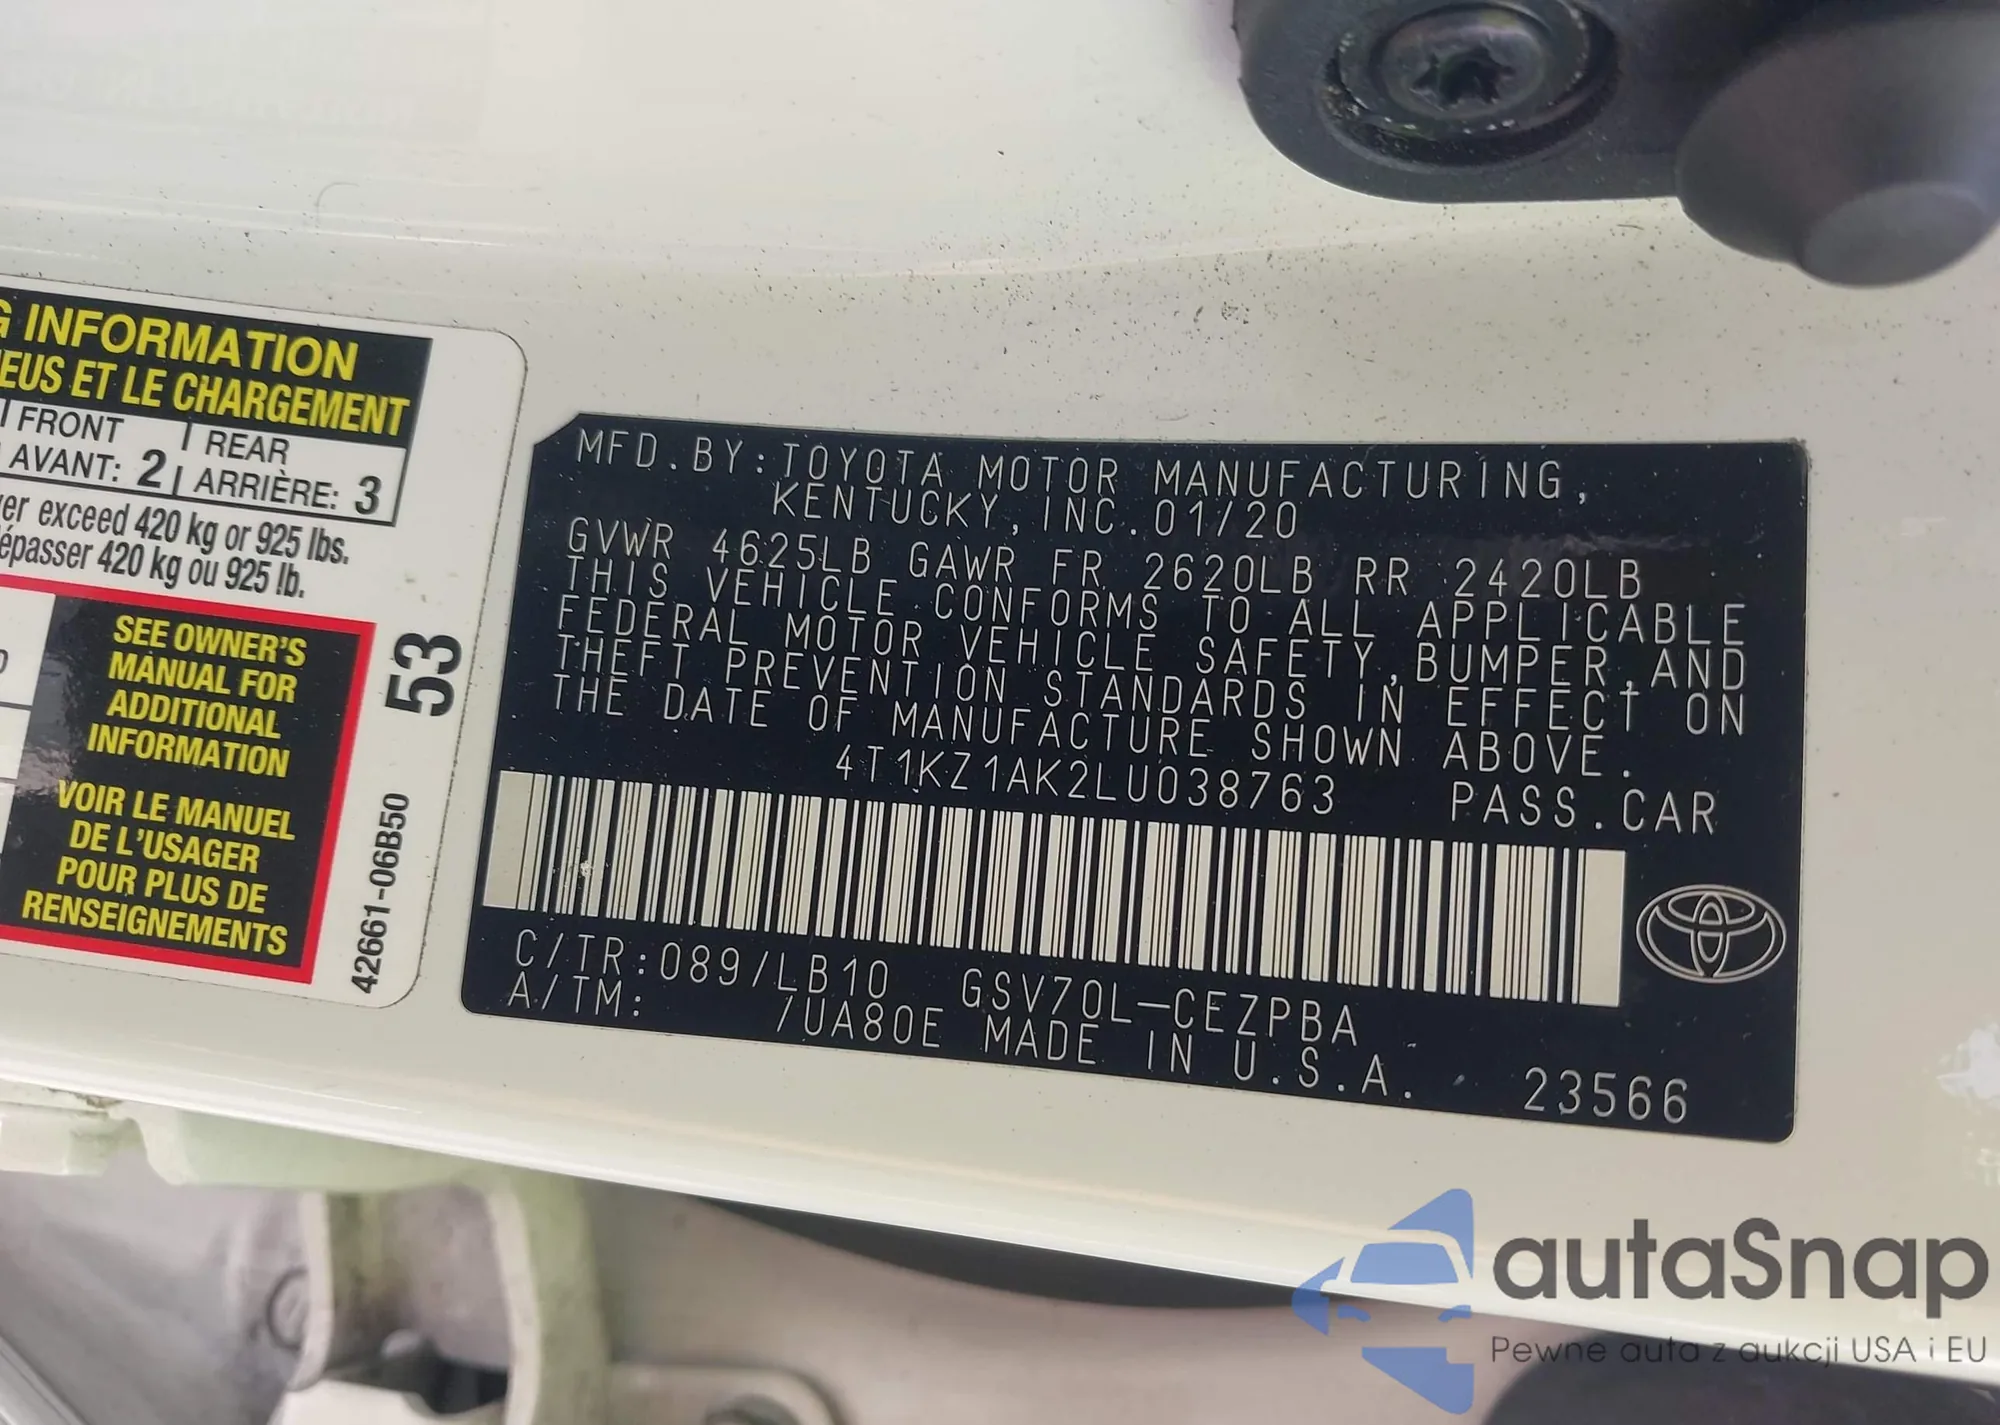 G INFORMATION
EUS ET LE CHARGEMENT
FRONT
REAR
AVANT: 2
ARRIÈRE: 3
er exceed 420 kg or 925 lbs.
épasser 420 kg ou 925 lb.
SEE OWNER'S
MANUAL FOR
ADDITIONAL
INFORMATION
VOIR LE MANUEL
DE L'USAGER
POUR PLUS DE
RENSEIGNEMENTS
53
42661-06B50
MFD.BY:TOYOTA MOTOR MANUFACTURING,
KENTUCKY,INC.01/20
GVWR 4625LB GAWR FR 2620LB RR 2420LB
THIS VEHICLE CONFORMS TO ALL APPLICABLE
FEDERAL MOTOR VEHICLE SAFETY,BUMPER,AND
THEFT PREVENTION STANDARDS IN EFFECT ON
THE DATE OF MANUFACTURE SHOWN ABOVE.
4T1KZ1AK2LU038763 PASS.CAR
C/TR:089/LB10 GSV70L-CEZPBA
A/TM: /UA80E MADE IN U.S.A. 23566
autaSnap
Pewne auta z aukcji USA i EU